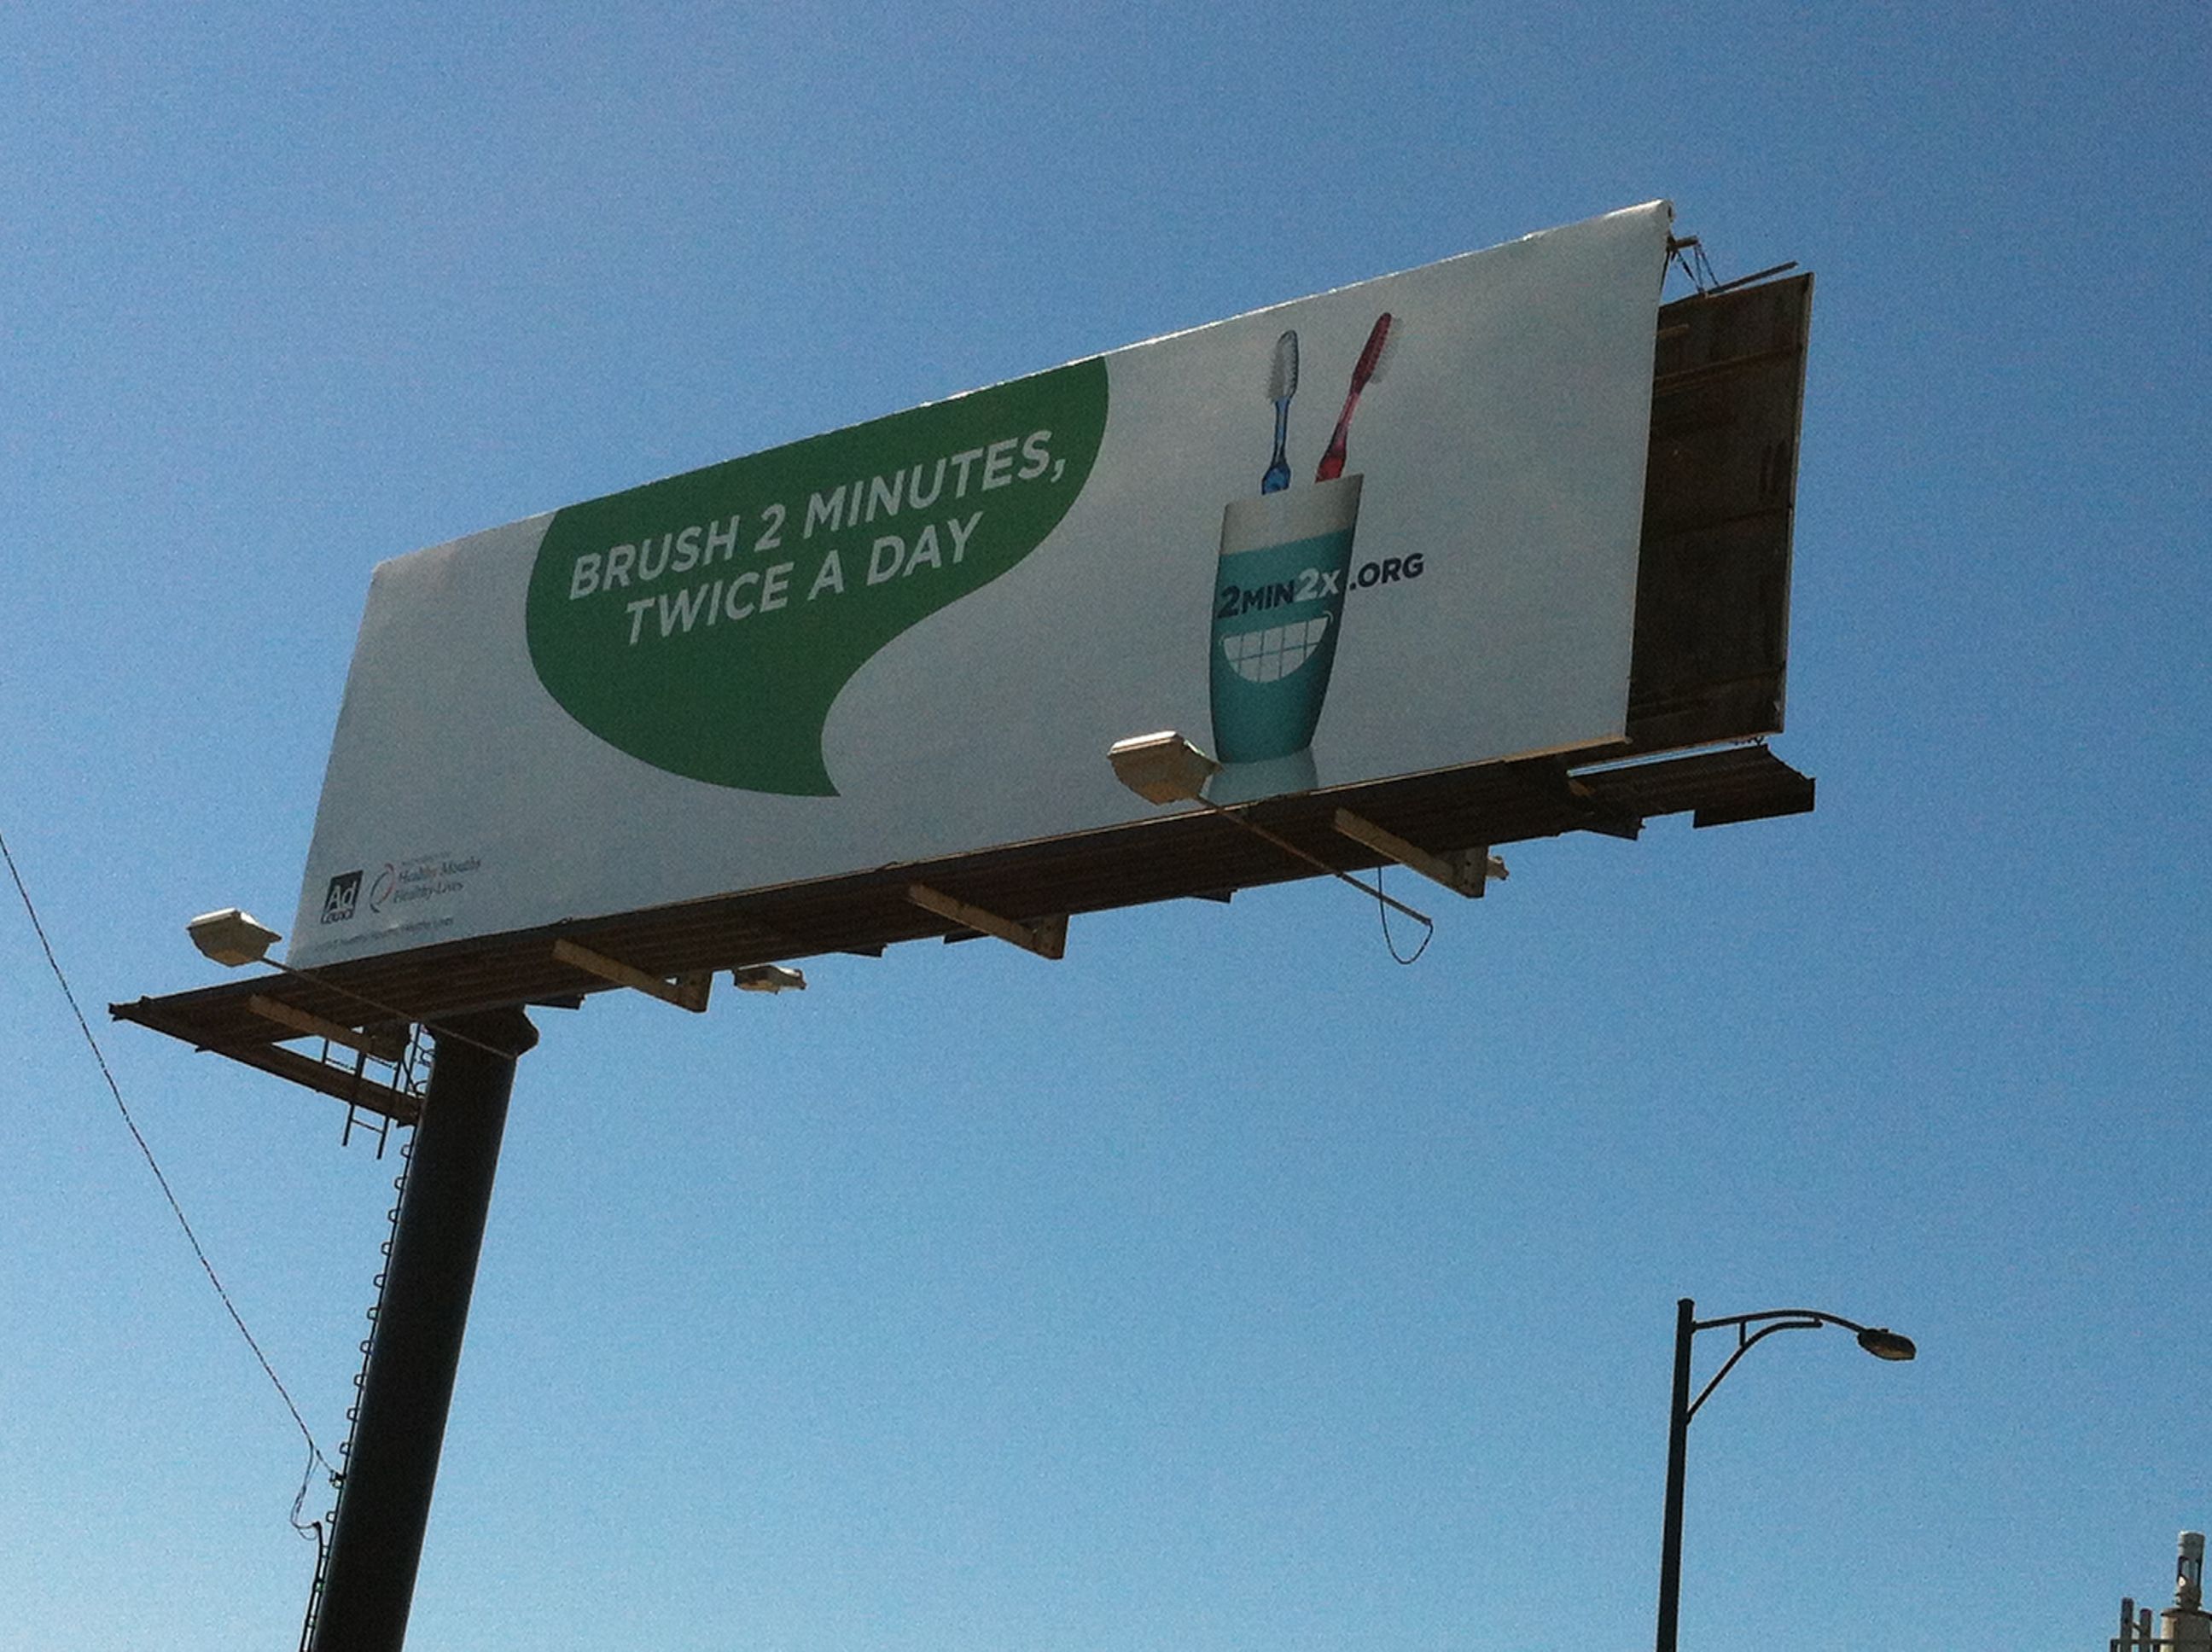 BRUSH 2 MINUTES,
TWICE A DAY
2MIN2X.ORG
Ad
Council
Healthy Mouths
Healthy Lives